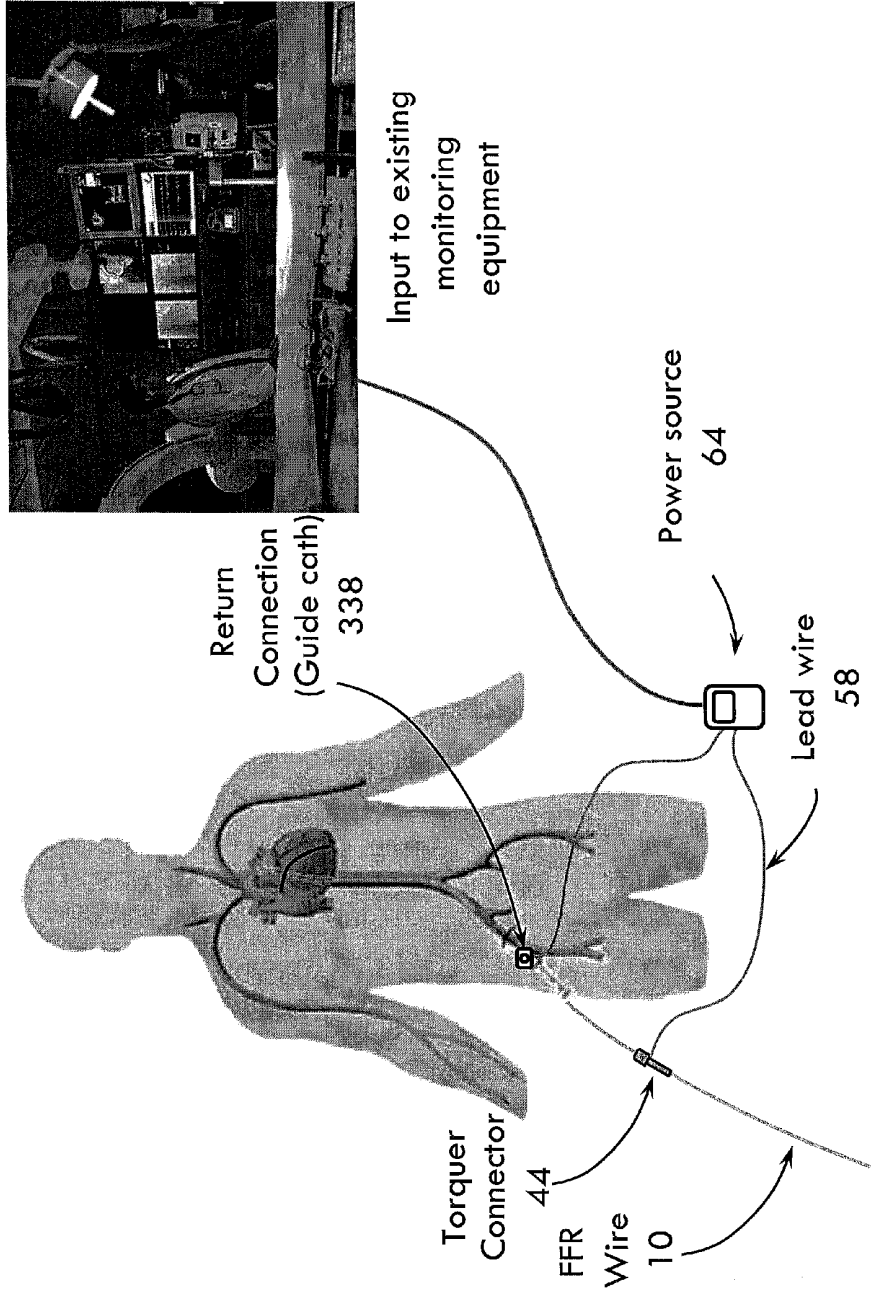 Input to existing
monitoring
equipment
Return
Connection
(Guide cath)
338
Power source
64
Lead wire
58
Torquer
Connector
44
FFR
Wire
10